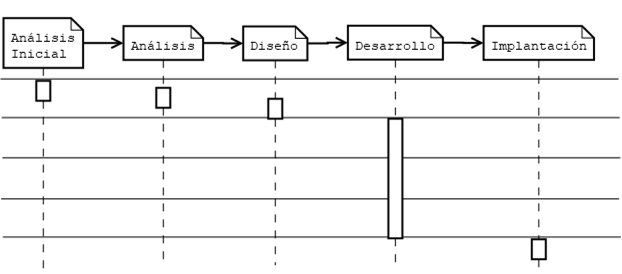 Análisis
Inicial
Análisis
Diseño
Desarrollo
Implantación